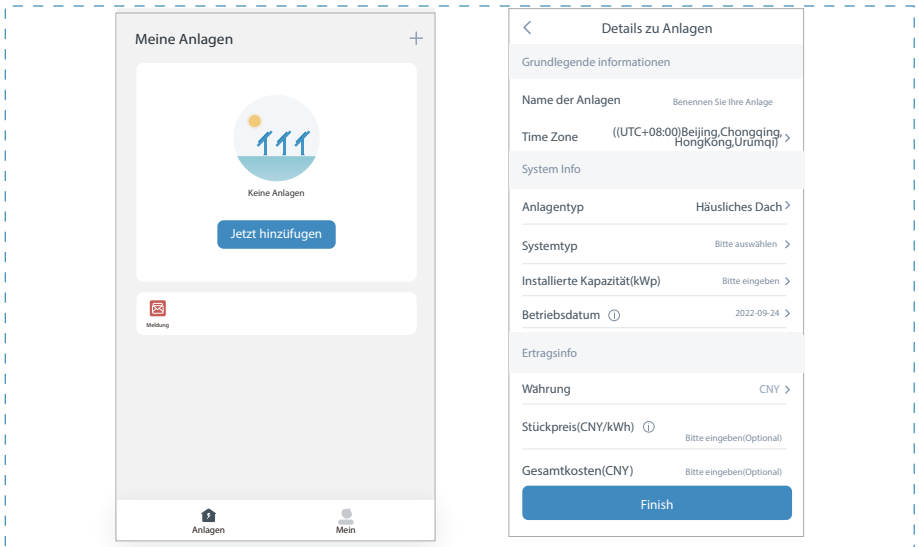 Meine Anlagen
+
Keine Anlagen
Jetzt hinzufügen
Meldung
Anlagen
Mein
Details zu Anlagen
Grundlegende informationen
Name der Anlagen Benennen Sie Ihre Anlage
Time Zone ((UTC+08:00)Beijing,Chongqing,
HongKong,Urumqi)
System Info
Anlagentyp Häusliches Dach
Systemtyp Bitte auswählen
Installierte Kapazität(kWp) Bitte eingeben
Betriebsdatum 2022-09-24
Ertragsinfo
Währung CNY
Stückpreis(CNY/kWh)
Bitte eingeben(Optional)
Gesamtkosten(CNY) Bitte eingeben(Optional)
Finish